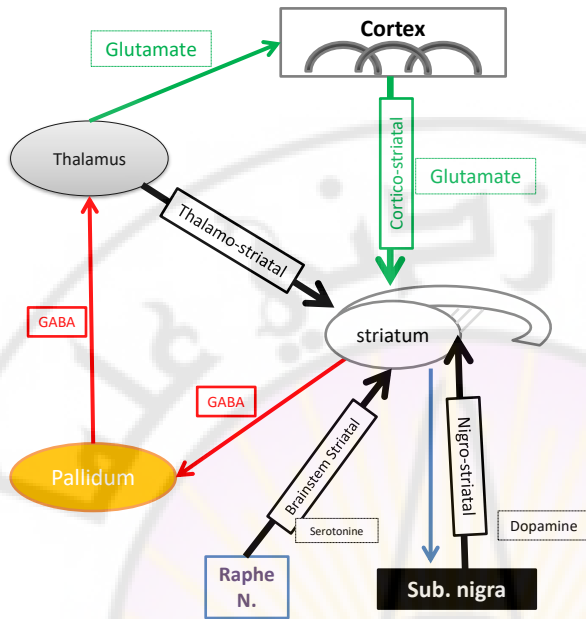 Cortex
Glutamate
Thalamus
Cortico-striatal
Glutamate
Thalamo-striatal
striatum
GABA
GABA
Pallidum
Brainstem Striatal
Serotonine
Nigro-striatal
Dopamine
Raphe
N.
Sub. nigra